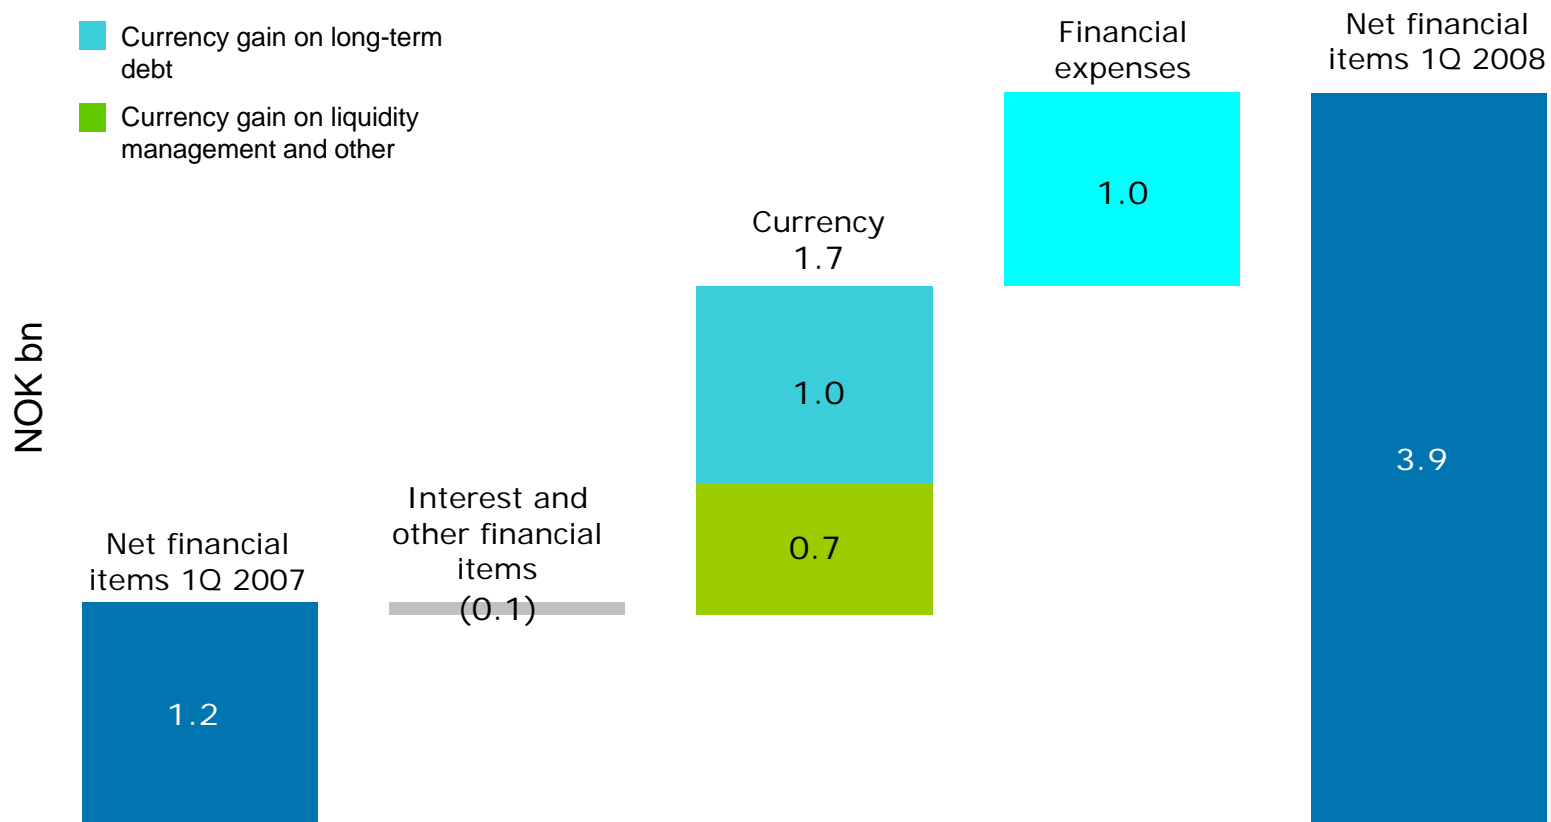 Currency gain on long-term
debt
Currency gain on liquidity
management and other
NOK bn
Net financial
items 1Q 2007
1.2
Interest and
other financial
items
(0.1)
Currency
1.7
1.0
0.7
Financial
expenses
1.0
Net financial
items 1Q 2008
3.9